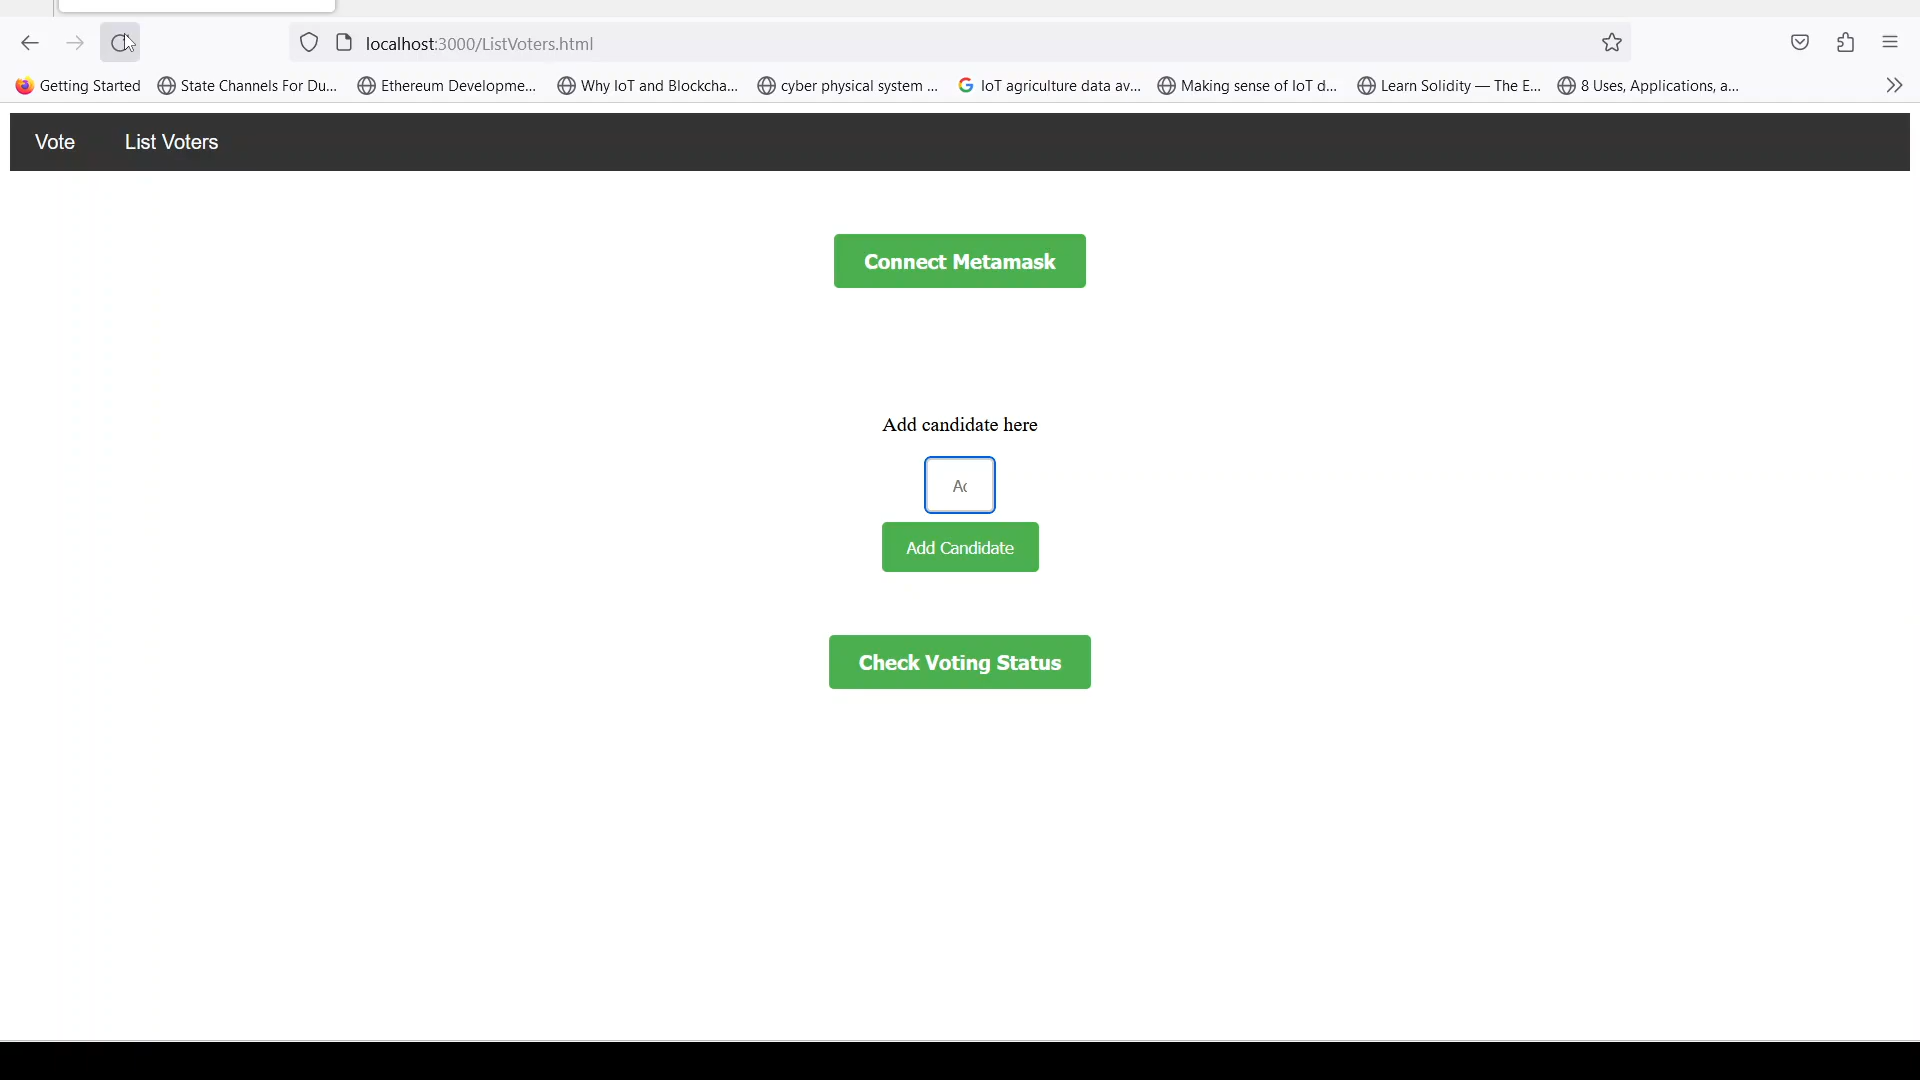 localhost:3000/ListVoters.html
Getting Started State Channels For Du... Ethereum Developme... Why IoT and Blockcha... cyber physical system ... IoT agriculture data av... Making sense of IoT d... Learn Solidity — The E... 8 Uses, Applications, a...
Vote List Voters
Connect Metamask
Add candidate here
Add Candidate
Check Voting Status